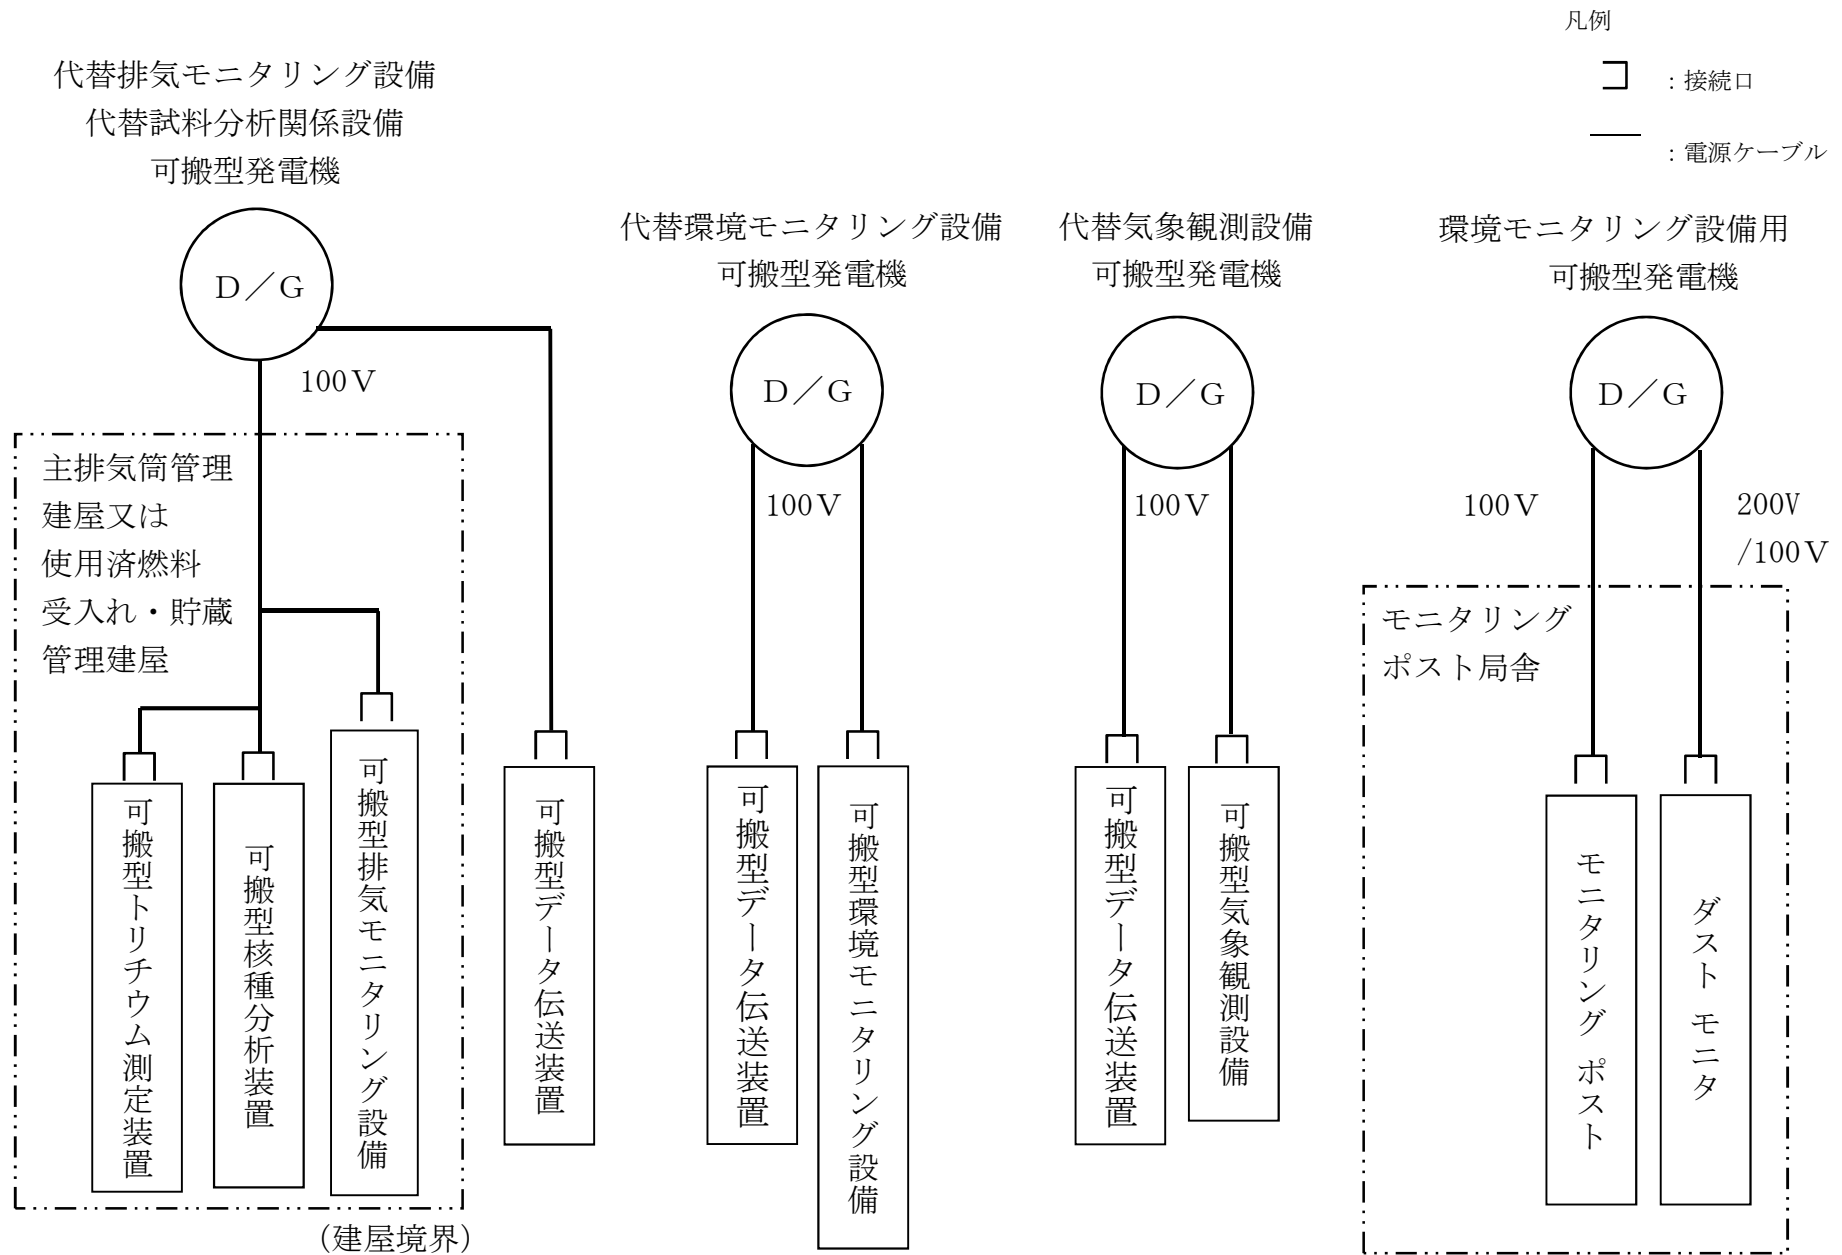 凡例
：接続口
：電源ケーブル
代替排気モニタリング設備
代替試料分析関係設備
可搬型発電機
D／G
100V
主排気筒管理
建屋又は
使用済燃料
受入れ・貯蔵
管理建屋
可搬型トリチウム測定装置
可搬型核種分析装置
可搬型排気モニタリング設備
（建屋境界）
可搬型データ伝送装置
代替環境モニタリング設備
可搬型発電機
D／G
100V
可搬型データ伝送装置
可搬型環境モニタリング設備
代替気象観測設備
可搬型発電機
D／G
100V
可搬型データ伝送装置
可搬型気象観測設備
環境モニタリング設備用
可搬型発電機
D／G
100V
200V
/100V
モニタリング
ポスト局舎
モニタリング ポスト
ダスト モニタ